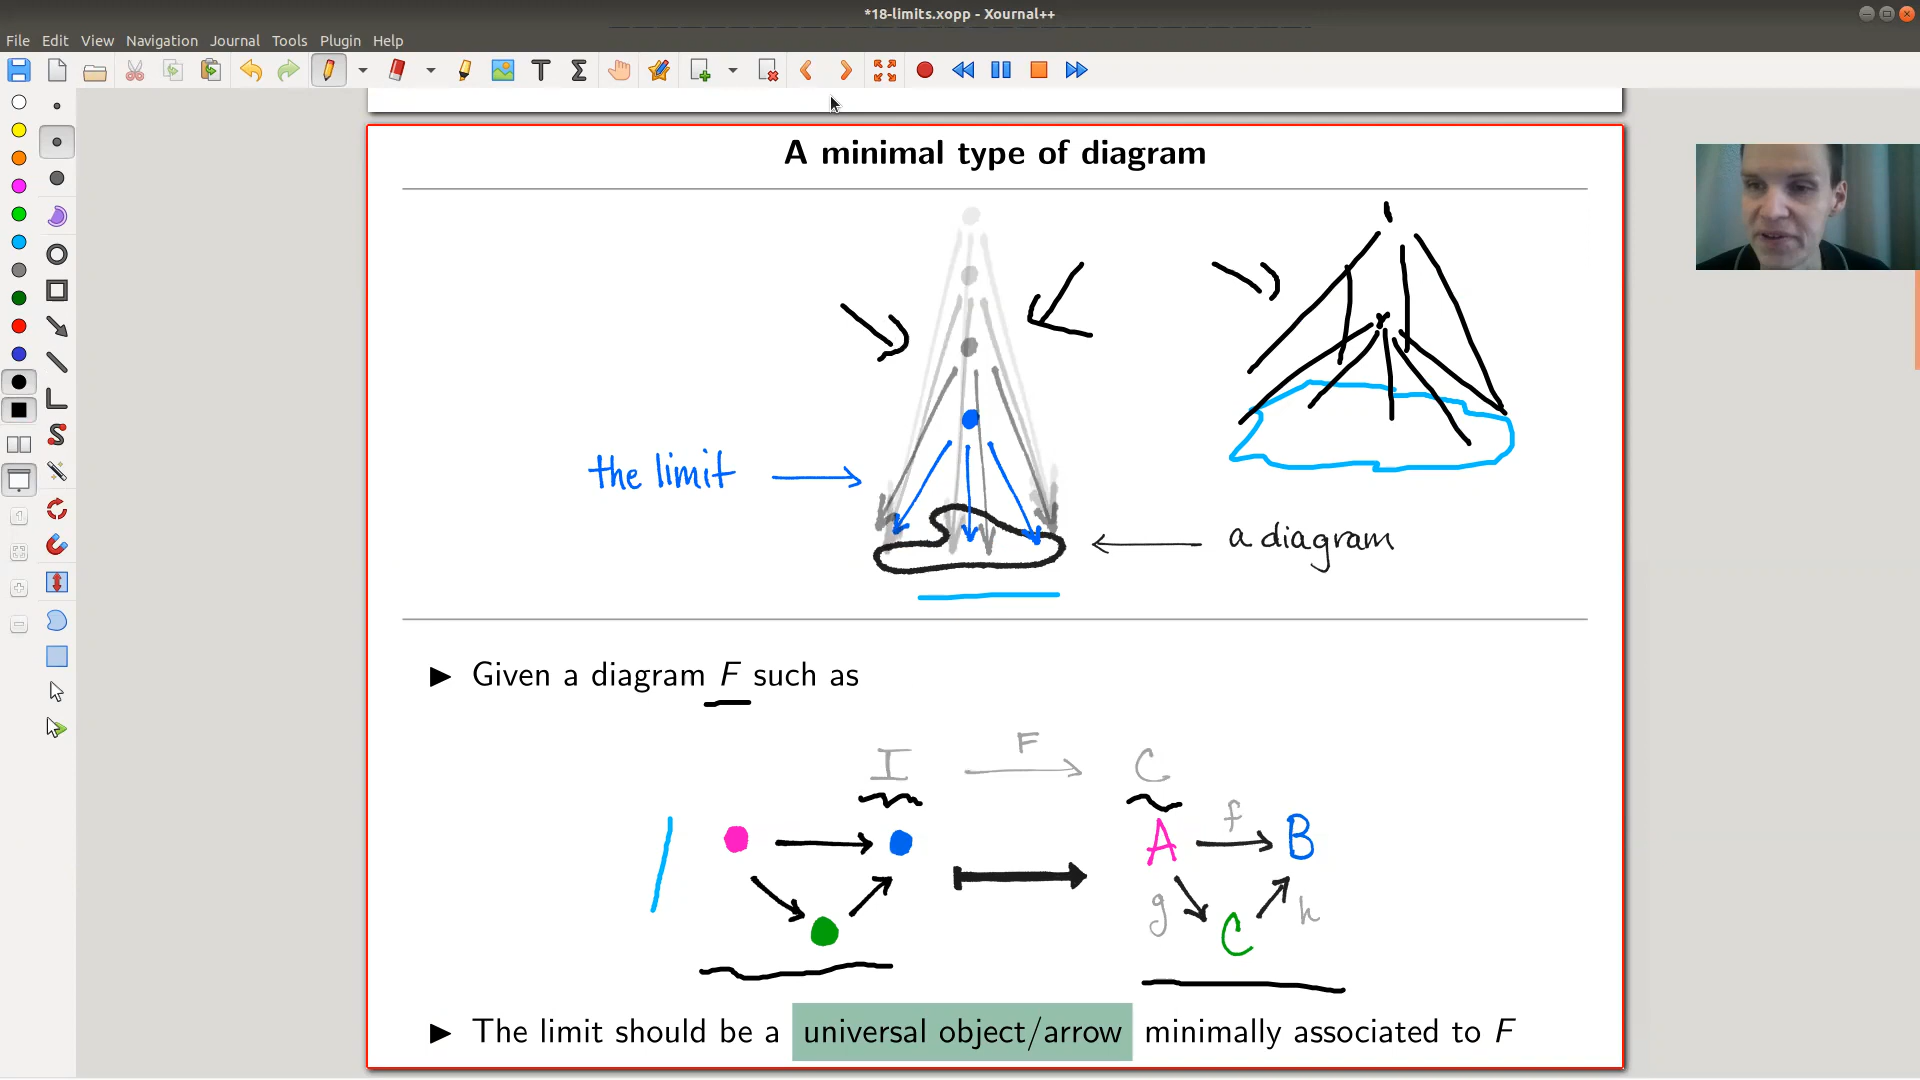 *18-limits.xopp - Xournal++
File Edit View Navigation Journal Tools Plugin Help
A minimal type of diagram
the limit
a diagram
► Given a diagram F such as
I F C
A f B
g C h
► The limit should be a universal object/arrow minimally associated to F